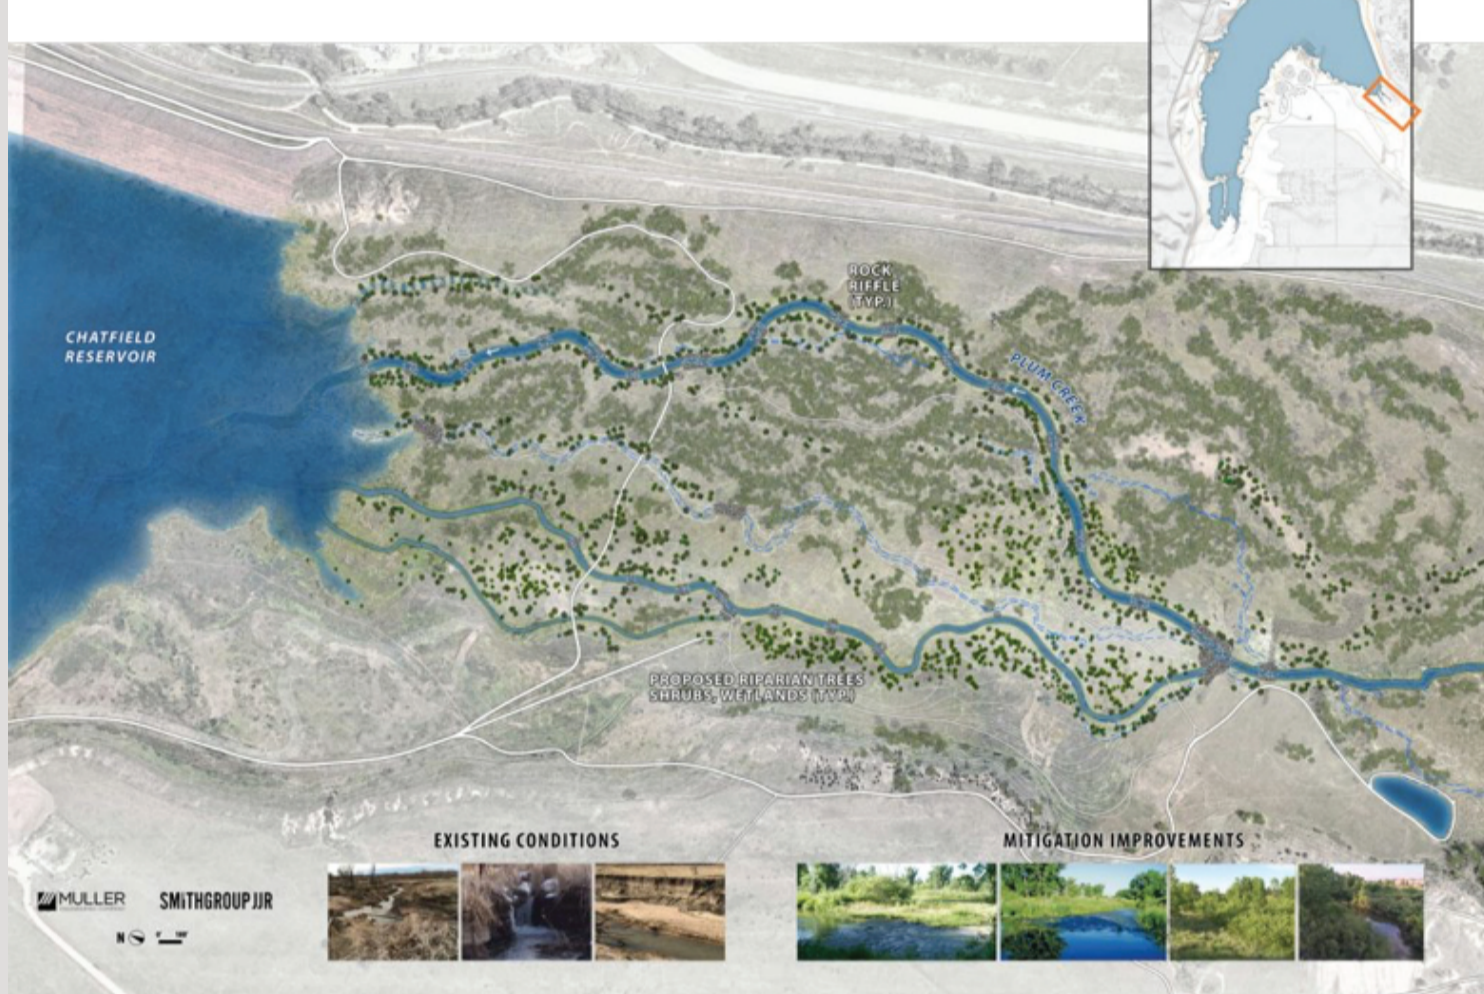 CHATFIELD
RESERVOIR
ROCK
RIFFLE
(TYP.)
PLUM CREEK
PROPOSED RIPARIAN TREES
SHRUBS, WETLANDS (TYP.)
EXISTING CONDITIONS
MITIGATION IMPROVEMENTS
MULLER
SMITHGROUP JJR
N